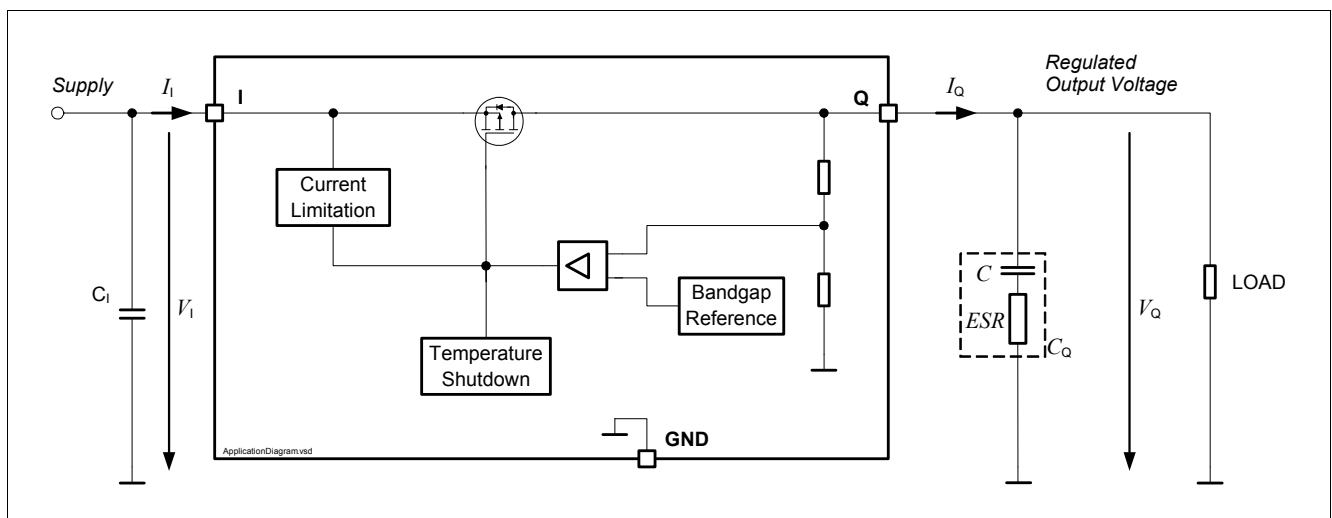 Supply
I_I
I
Q
I_Q
Regulated
Output Voltage
Current
Limitation
C_I
V_I
Bandgap
Reference
Temperature
Shutdown
C
ESR
C_Q
V_Q
LOAD
GND
ApplicationDiagram.vsd